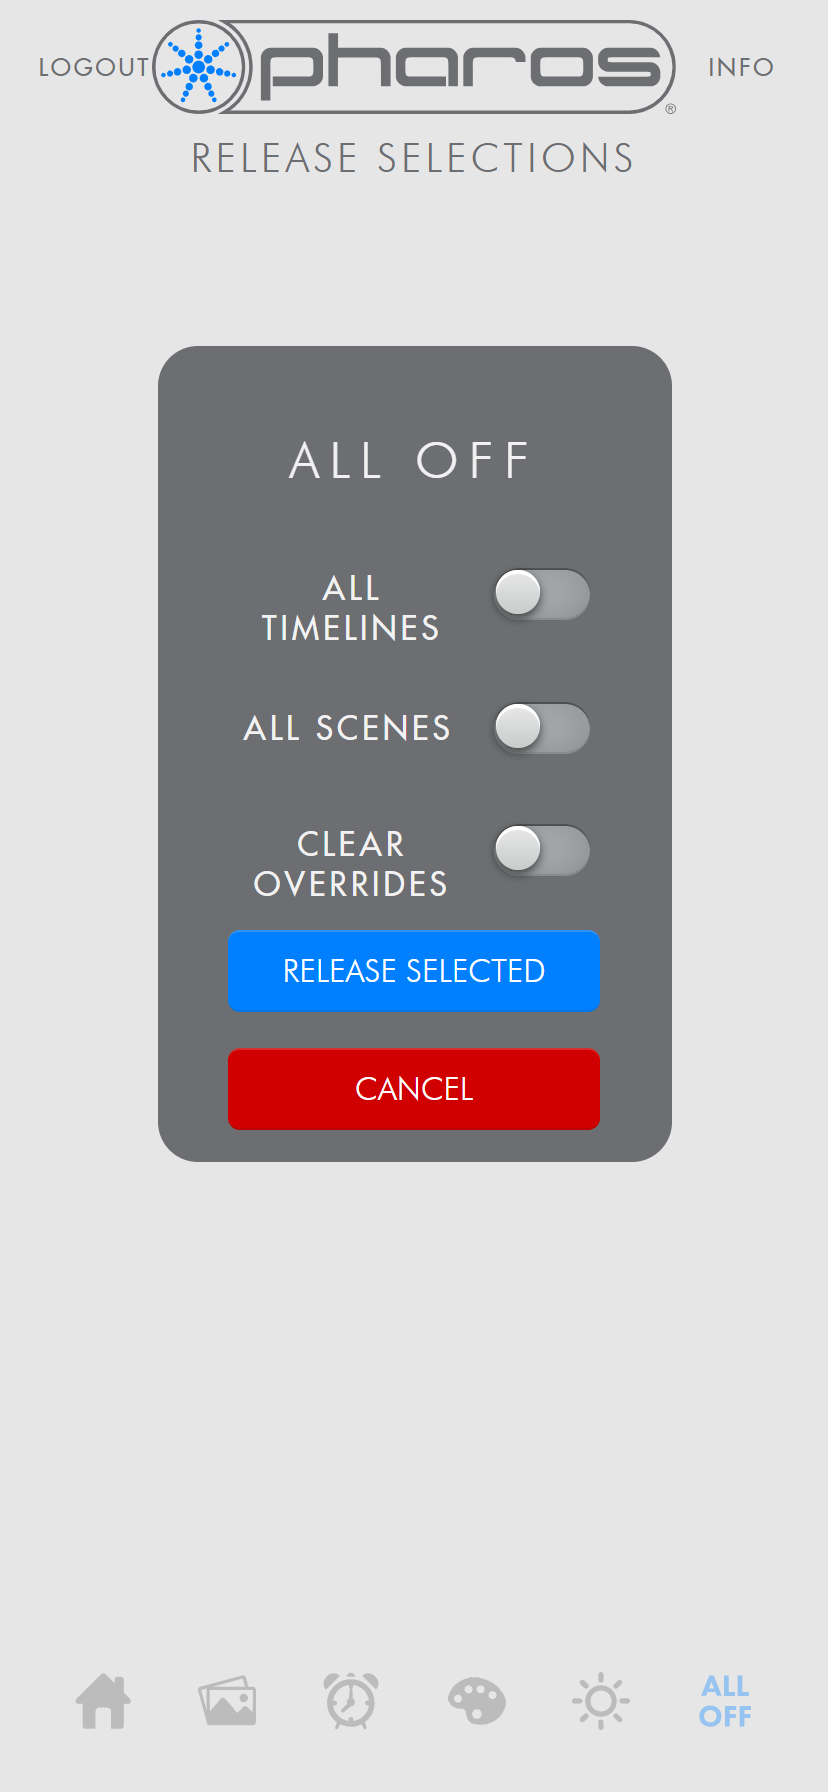 LOGOUT
pharos®
INFO
RELEASE SELECTIONS
ALL OFF
ALL
TIMELINES
ALL SCENES
CLEAR
OVERRIDES
RELEASE SELECTED
CANCEL
ALL
OFF